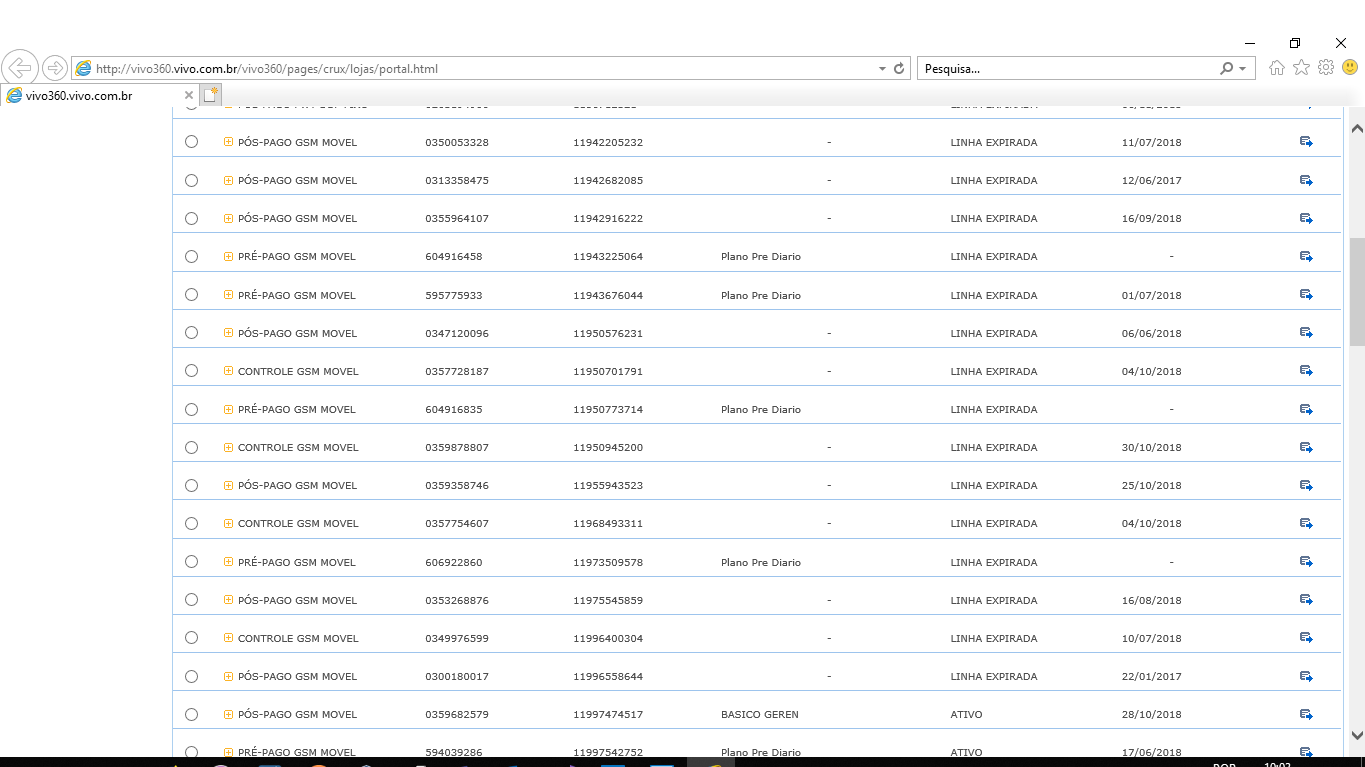 http://vivo360.vivo.com.br/vivo360/pages/crux/lojas/portal.html Pesquisa...
vivo360.vivo.com.br
PÓS-PAGO GSM MOVEL 0350053328 11942205232 - LINHA EXPIRADA 11/07/2018
PÓS-PAGO GSM MOVEL 0313358475 11942682085 - LINHA EXPIRADA 12/06/2017
PÓS-PAGO GSM MOVEL 0355964107 11942916222 - LINHA EXPIRADA 16/09/2018
PRÉ-PAGO GSM MOVEL 604916458 11943225064 Plano Pre Diario LINHA EXPIRADA -
PRÉ-PAGO GSM MOVEL 595775933 11943676044 Plano Pre Diario LINHA EXPIRADA 01/07/2018
PÓS-PAGO GSM MOVEL 0347120096 11950576231 - LINHA EXPIRADA 06/06/2018
CONTROLE GSM MOVEL 0357728187 11950701791 - LINHA EXPIRADA 04/10/2018
PRÉ-PAGO GSM MOVEL 604916835 11950773714 Plano Pre Diario LINHA EXPIRADA -
CONTROLE GSM MOVEL 0359878807 11950945200 - LINHA EXPIRADA 30/10/2018
PÓS-PAGO GSM MOVEL 0359358746 11955943523 - LINHA EXPIRADA 25/10/2018
CONTROLE GSM MOVEL 0357754607 11968493311 - LINHA EXPIRADA 04/10/2018
PRÉ-PAGO GSM MOVEL 606922860 11973509578 Plano Pre Diario LINHA EXPIRADA -
PÓS-PAGO GSM MOVEL 0353268876 11975545859 - LINHA EXPIRADA 16/08/2018
CONTROLE GSM MOVEL 0349976599 11996400304 - LINHA EXPIRADA 10/07/2018
PÓS-PAGO GSM MOVEL 0300180017 11996558644 - LINHA EXPIRADA 22/01/2017
PÓS-PAGO GSM MOVEL 0359682579 11997474517 BASICO GEREN ATIVO 28/10/2018
PRÉ-PAGO GSM MOVEL 594039286 11997542752 Plano Pre Diario ATIVO 17/06/2018